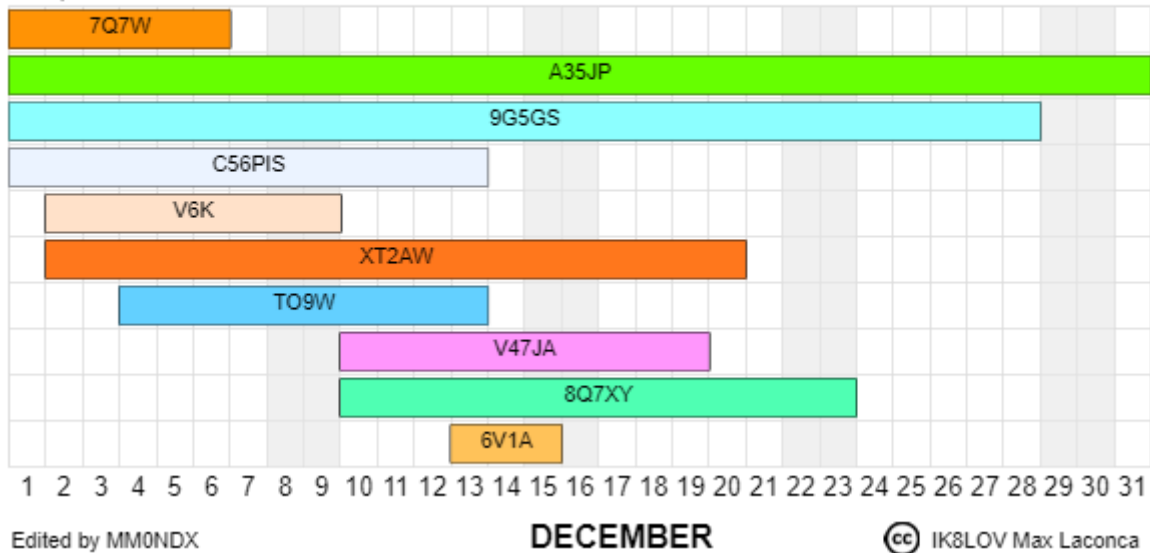 7Q7W
A35JP
9G5GS
C56PIS
V6K
XT2AW
TO9W
V47JA
8Q7XY
6V1A
1 2 3 4 5 6 7 8 9 10 11 12 13 14 15 16 17 18 19 20 21 22 23 24 25 26 27 28 29 30 31
Edited by MM0NDX DECEMBER cc IK8LOV Max Laconca